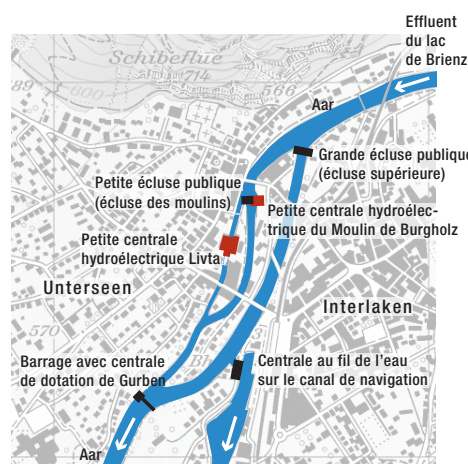 Effluent
du lac
de Brienz
Schibeflue
714
600
566
89
Aar
Grande écluse publique
(écluse supérieure)
Petite écluse publique
(écluse des moulins)
Petite centrale hydroélec-
trique du Moulin de Burgholz
Petite centrale
hydroélectrique Livta
Unterseen
Interlaken
570
Barrage avec centrale
de dotation de Gurben
Centrale au fil de l’eau
sur le canal de navigation
Aar